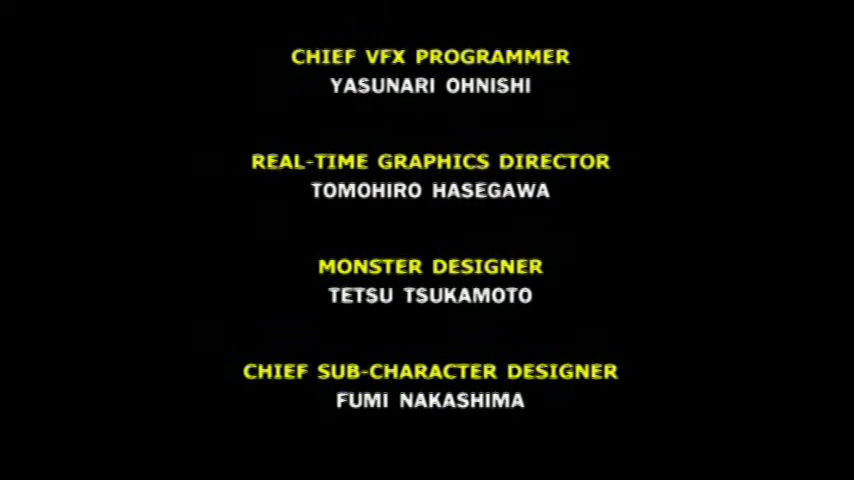 CHIEF VFX PROGRAMMER
YASUNARI OHNISHI
REAL-TIME GRAPHICS DIRECTOR
TOMOHIRO HASEGAWA
MONSTER DESIGNER
TETSU TSUKAMOTO
CHIEF SUB-CHARACTER DESIGNER
FUMI NAKASHIMA